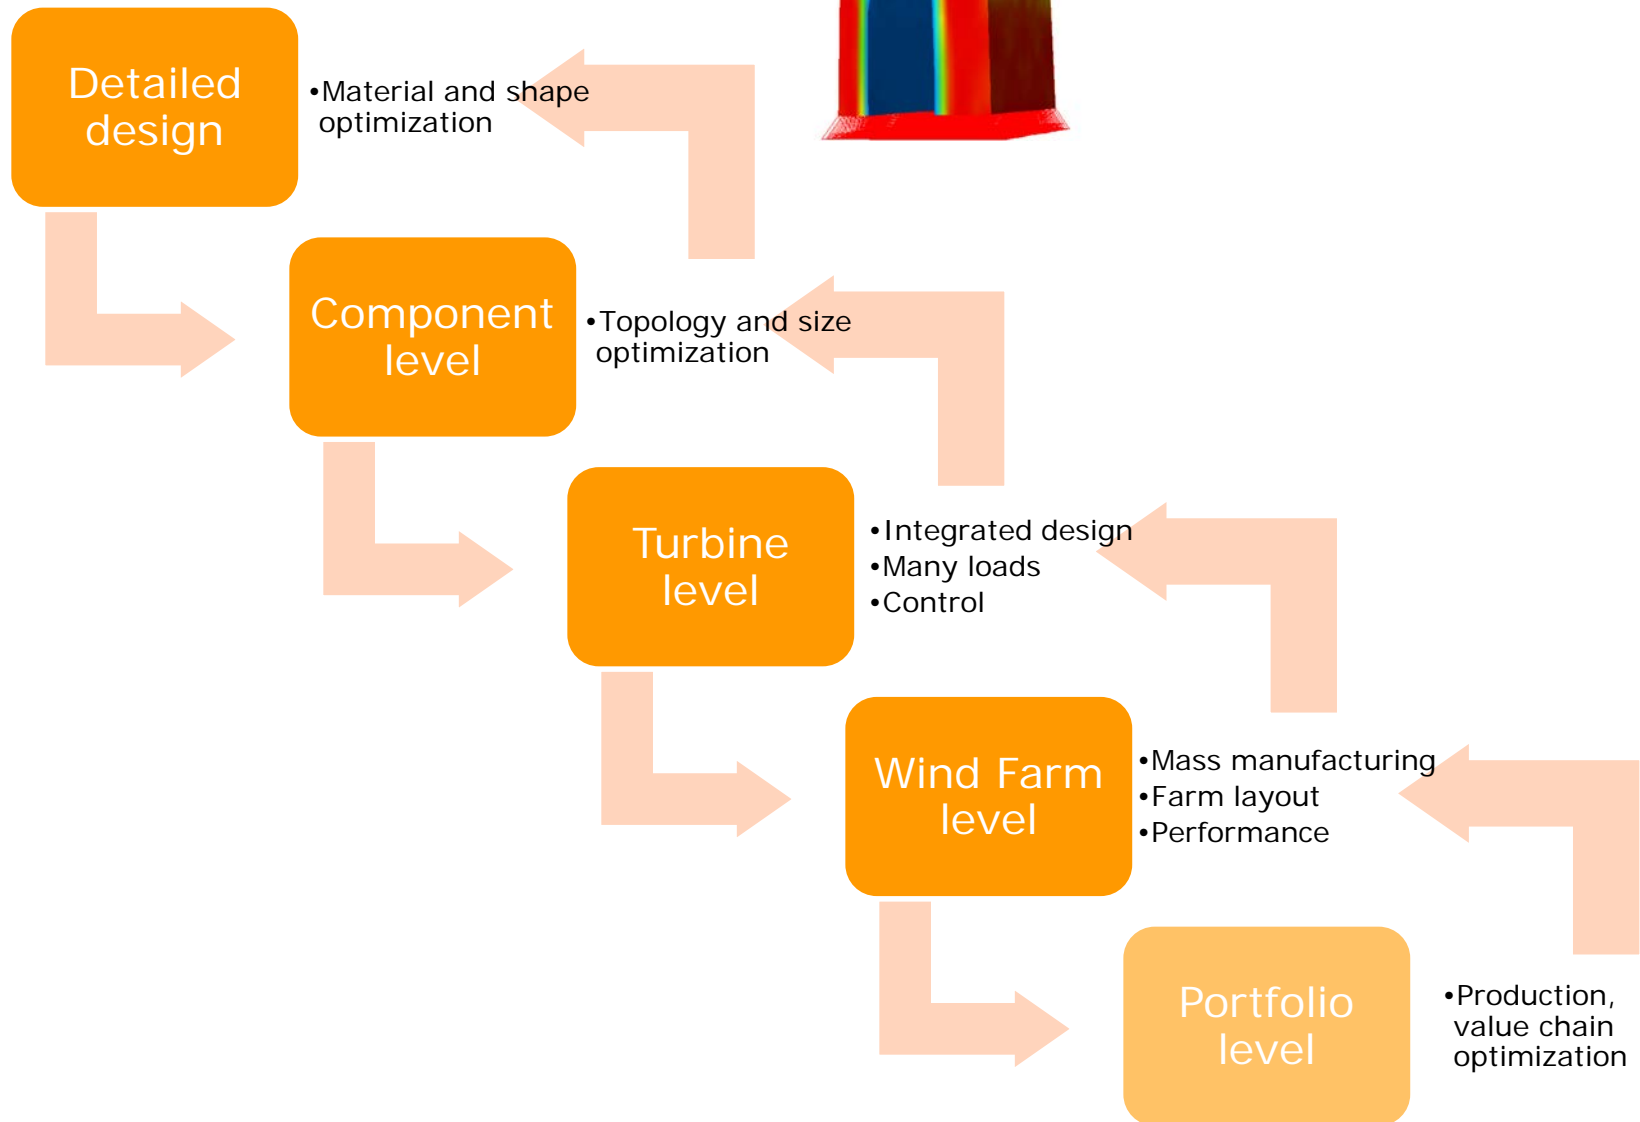 Detailed
design
•Material and shape
optimization
Component
level
•Topology and size
optimization
Turbine
level
•Integrated design
•Many loads
•Control
Wind Farm
level
•Mass manufacturing
•Farm layout
•Performance
Portfolio
level
•Production,
value chain
optimization